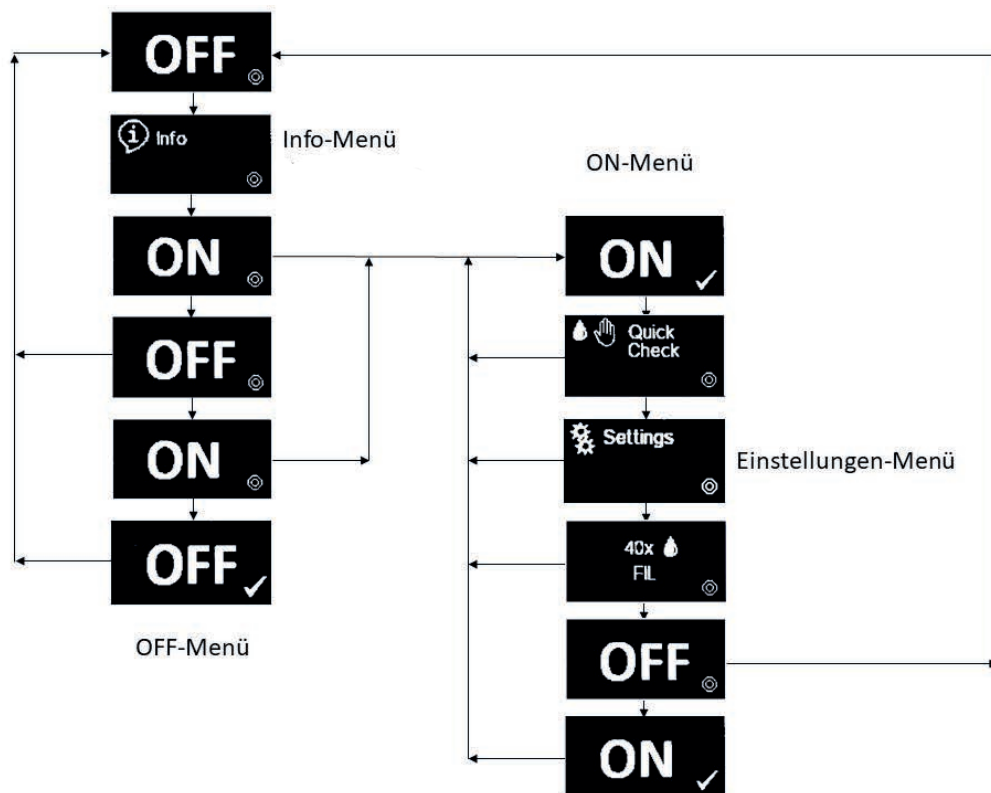 OFF
Info
Info-Menü
ON
OFF
ON
OFF
OFF-Menü
ON-Menü
ON
Quick
Check
Settings
Einstellungen-Menü
40x
FIL
OFF
ON